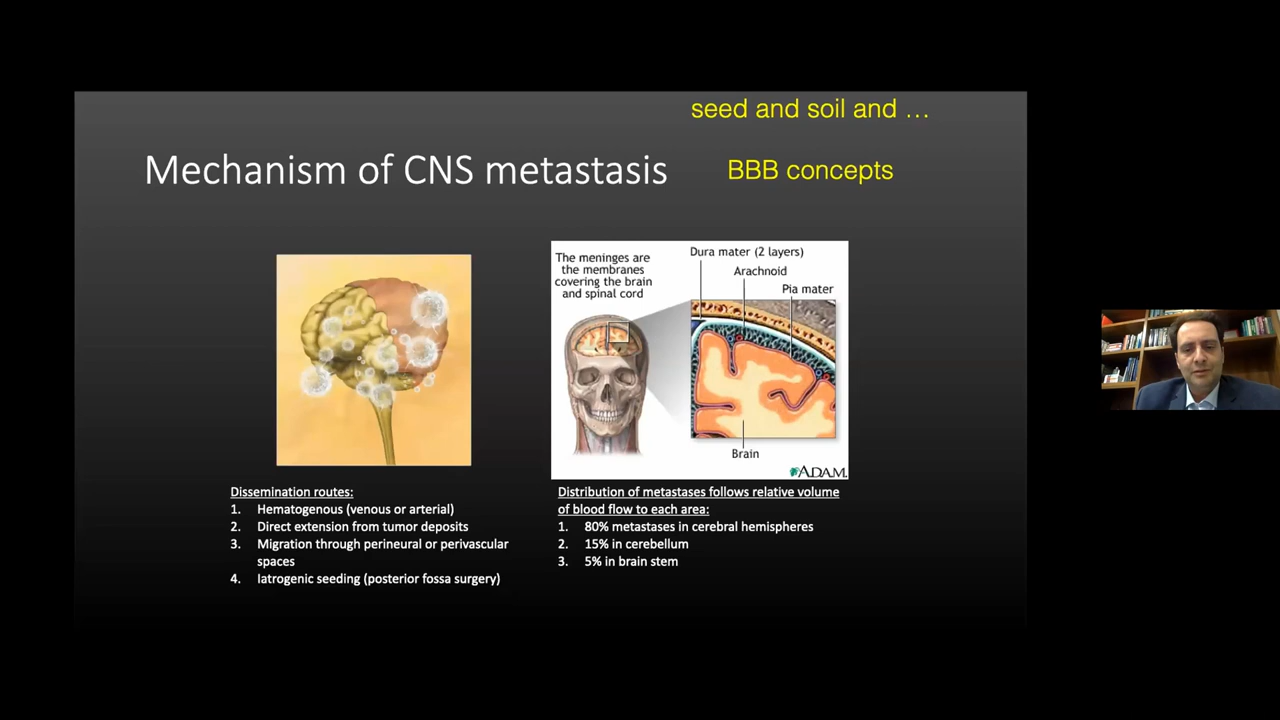 seed and soil and …
Mechanism of CNS metastasis
BBB concepts
The meninges are
the membranes
covering the brain
and spinal cord
Dura mater (2 layers)
Arachnoid
Pia mater
Brain
ADAM.
Dissemination routes:
1. Hematogenous (venous or arterial)
2. Direct extension from tumor deposits
3. Migration through perineural or perivascular
spaces
4. Iatrogenic seeding (posterior fossa surgery)
Distribution of metastases follows relative volume
of blood flow to each area:
1. 80% metastases in cerebral hemispheres
2. 15% in cerebellum
3. 5% in brain stem